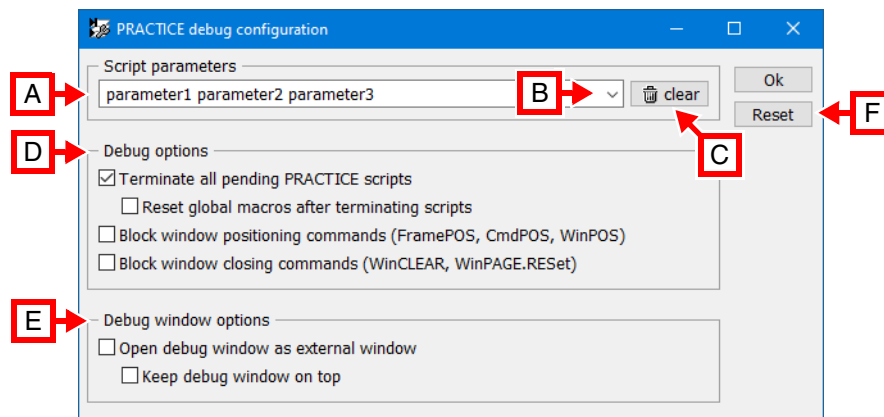 PRACTICE debug configuration
Script parameters
A
parameter1 parameter2 parameter3
B
clear
Ok
Reset
F
C
D
Debug options
Terminate all pending PRACTICE scripts
Reset global macros after terminating scripts
Block window positioning commands (FramePOS, CmdPOS, WinPOS)
Block window closing commands (WinCLEAR, WinPAGE.RESet)
E
Debug window options
Open debug window as external window
Keep debug window on top